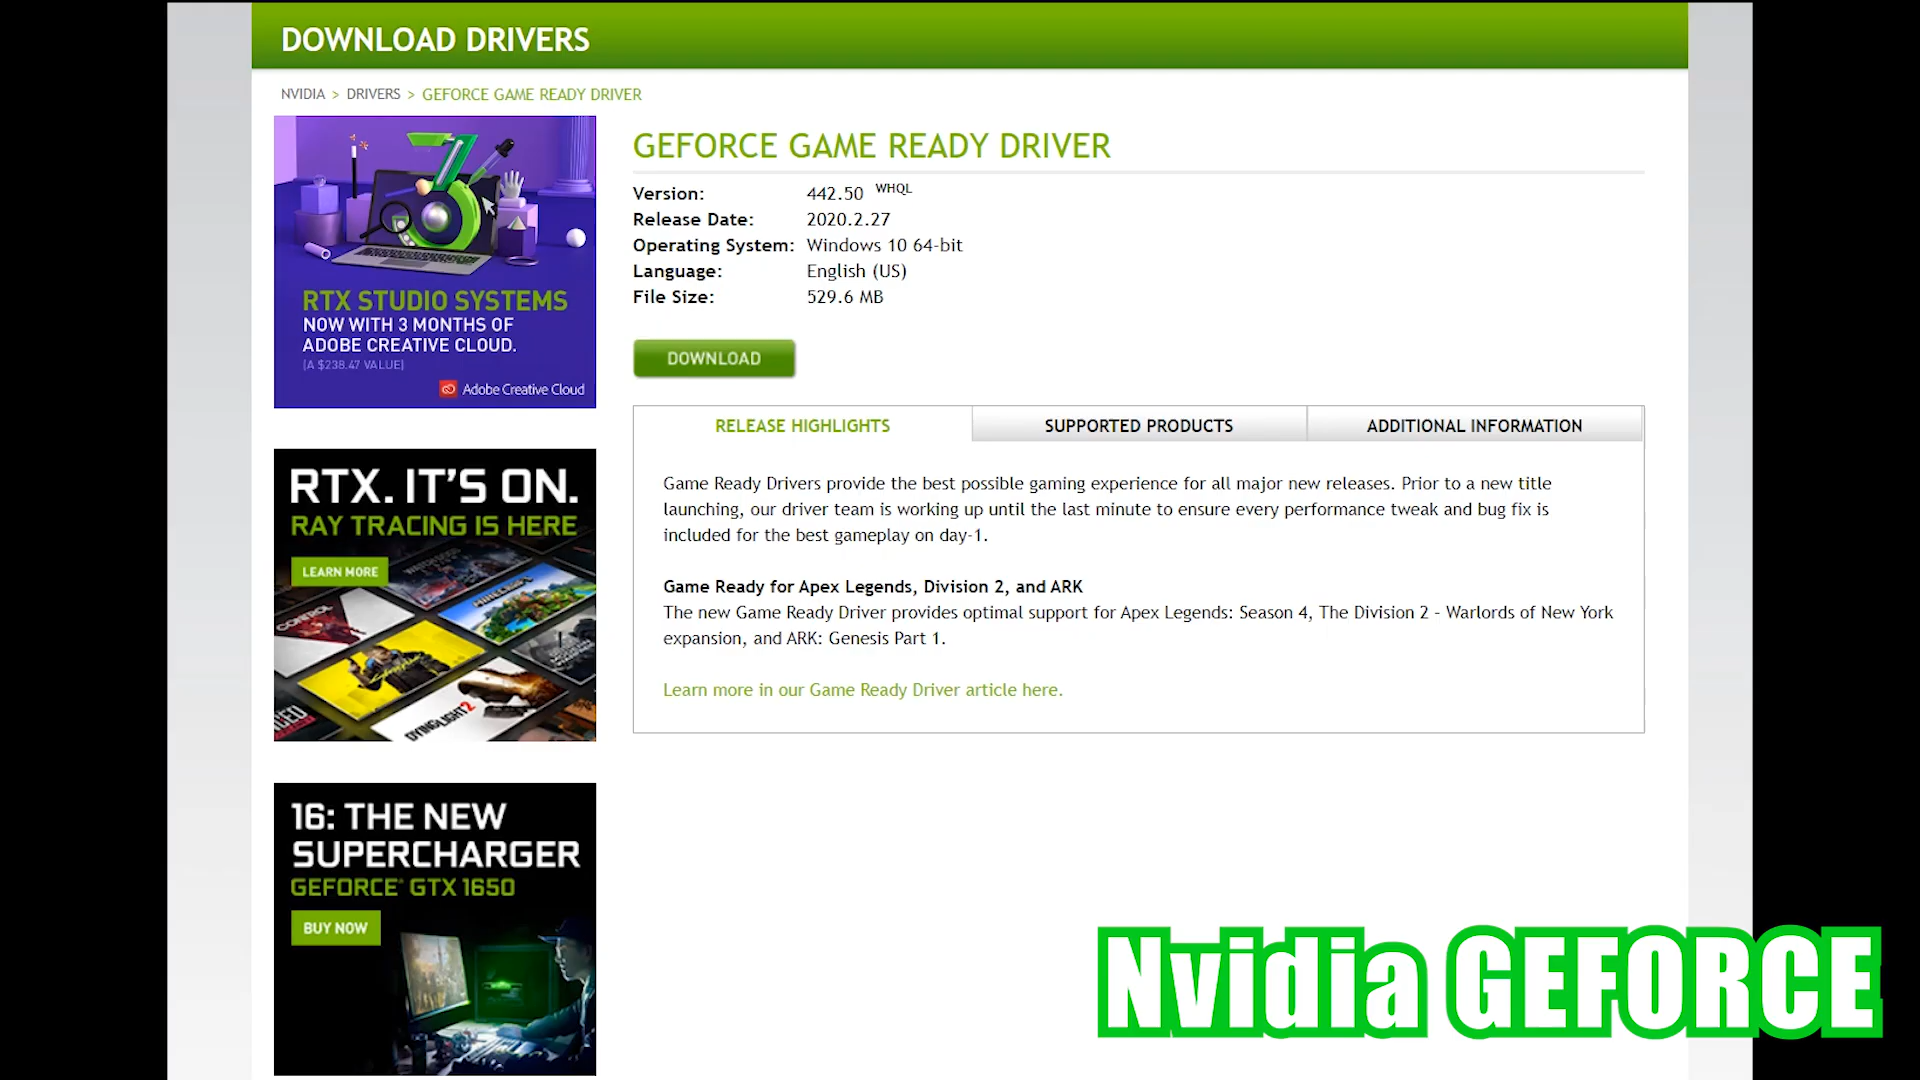 DOWNLOAD DRIVERS
NVIDIA > DRIVERS > GEFORCE GAME READY DRIVER
RTX STUDIO SYSTEMS
NOW WITH 3 MONTHS OF
ADOBE CREATIVE CLOUD.
(A $238.47 VALUE)
Adobe Creative Cloud
RTX. IT'S ON.
RAY TRACING IS HERE
LEARN MORE
CONTROL
MINECRAFT
DYING LIGHT 2
16: THE NEW
SUPERCHARGER
GEFORCE® GTX 1650
BUY NOW
GEFORCE GAME READY DRIVER
Version: 442.50 WHQL
Release Date: 2020.2.27
Operating System: Windows 10 64-bit
Language: English (US)
File Size: 529.6 MB
DOWNLOAD
RELEASE HIGHLIGHTS
SUPPORTED PRODUCTS
ADDITIONAL INFORMATION
Game Ready Drivers provide the best possible gaming experience for all major new releases. Prior to a new title
launching, our driver team is working up until the last minute to ensure every performance tweak and bug fix is
included for the best gameplay on day-1.
Game Ready for Apex Legends, Division 2, and ARK
The new Game Ready Driver provides optimal support for Apex Legends: Season 4, The Division 2 - Warlords of New York
expansion, and ARK: Genesis Part 1.
Learn more in our Game Ready Driver article here.
Nvidia GEFORCE